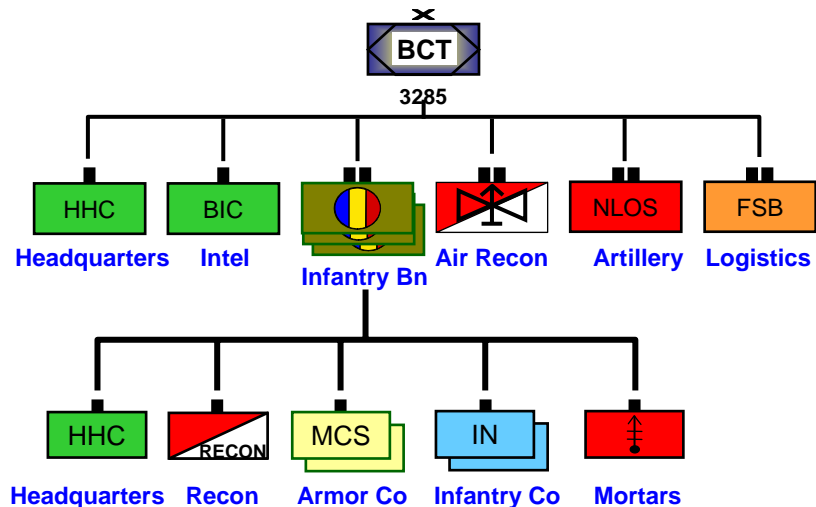 BCT
3285
HHC BIC NLOS FSB
Headquarters Intel Infantry Bn Air Recon Artillery Logistics
HHC RECON MCS IN
Headquarters Recon Armor Co Infantry Co Mortars